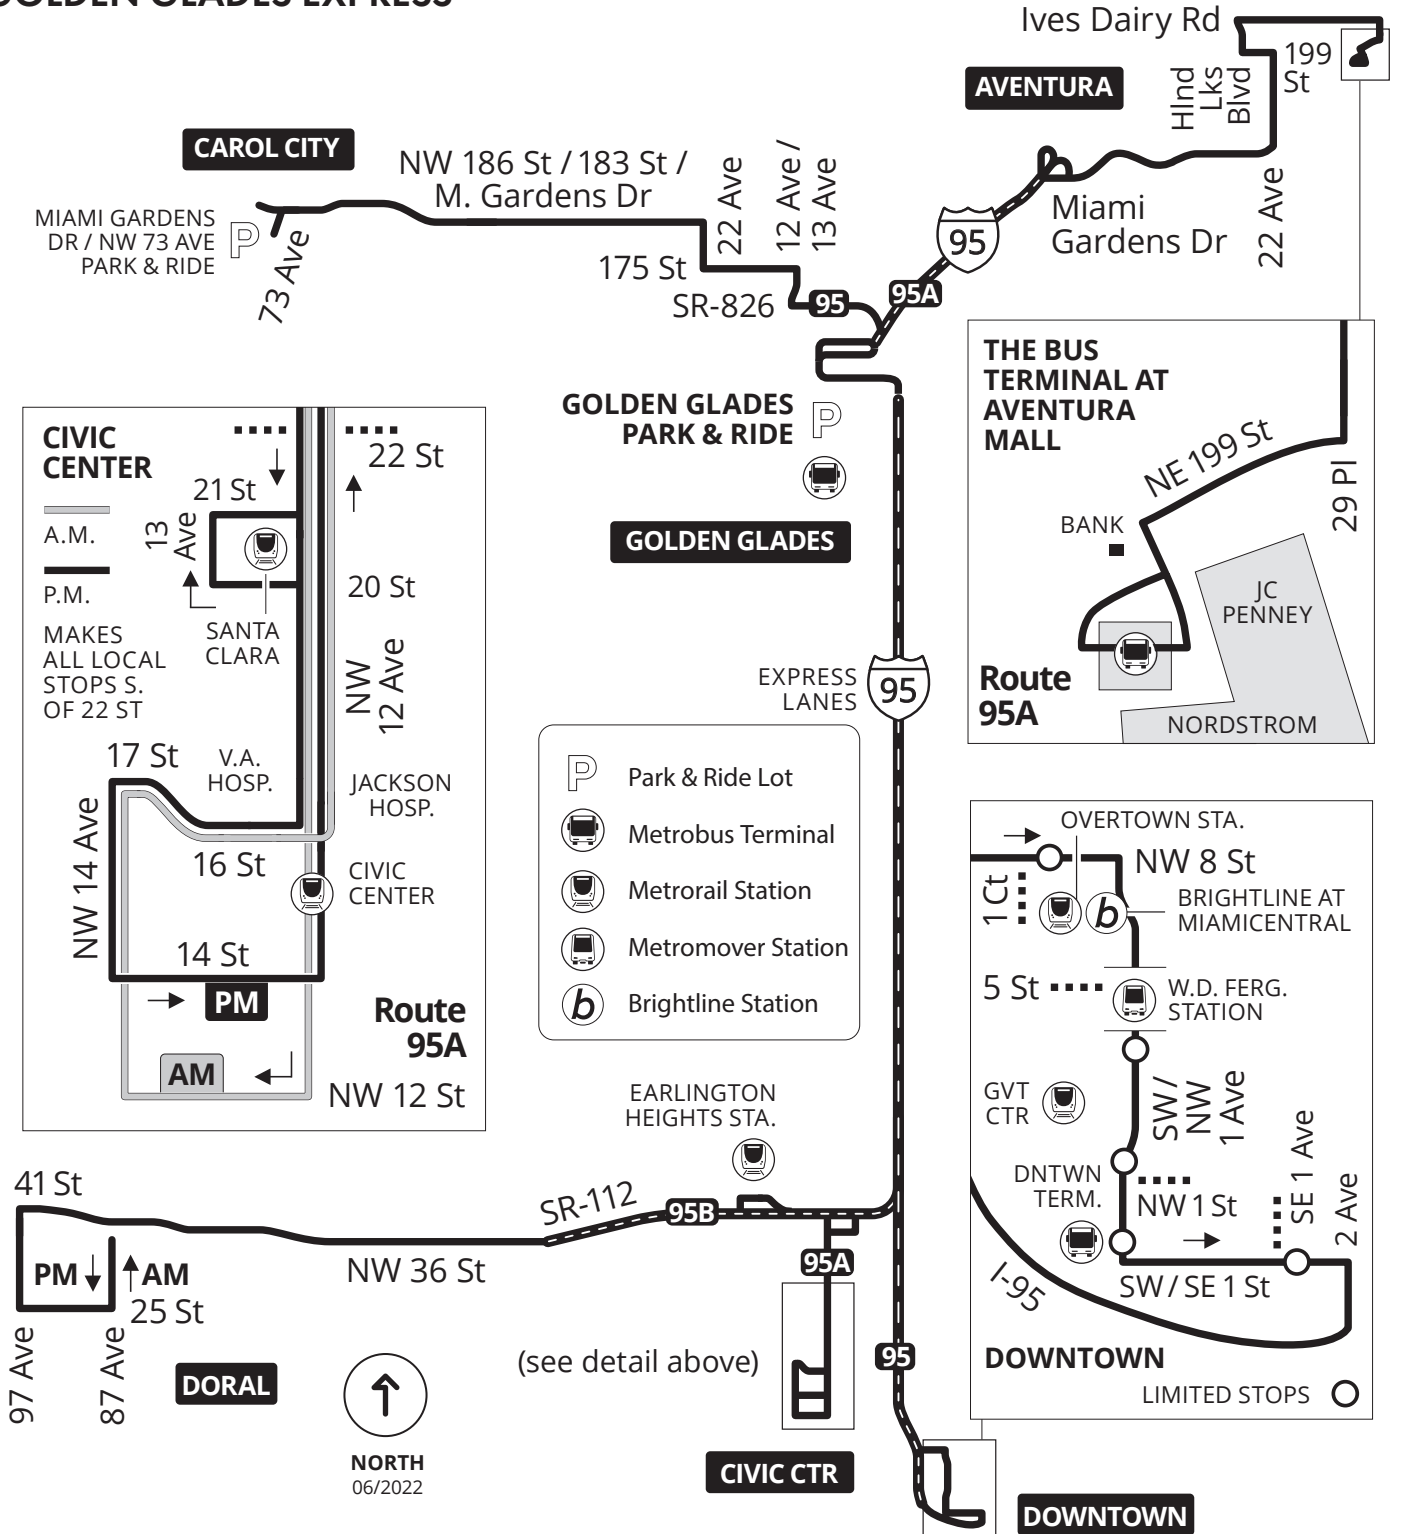 GOLDEN GLADES EXPRESS
Ives Dairy Rd
199
St
AVENTURA
Hlnd
Lks
Blvd
CAROL CITY
NW 186 St / 183 St /
M. Gardens Dr
22 Ave
12 Ave /
13 Ave
Miami
Gardens Dr
22 Ave
MIAMI GARDENS
DR / NW 73 AVE
PARK & RIDE
P
73 Ave
95
175 St
SR-826
95
95A
GOLDEN GLADES
PARK & RIDE
P
GOLDEN GLADES
THE BUS
TERMINAL AT
AVENTURA
MALL
NE 199 St
29 Pl
BANK
JC
PENNEY
NORDSTROM
Route
95A
CIVIC
CENTER
22 St
21 St
13
Ave
A.M.
P.M.
20 St
MAKES
ALL LOCAL
STOPS S.
OF 22 ST
SANTA
CLARA
NW
12 Ave
17 St
V.A.
HOSP.
JACKSON
HOSP.
NW 14 Ave
16 St
CIVIC
CENTER
14 St
PM
Route
95A
AM
NW 12 St
EXPRESS
LANES
95
P
Park & Ride Lot
Metrobus Terminal
Metrorail Station
Metromover Station
b
Brightline Station
OVERTOWN STA.
NW 8 St
1 Ct
b
BRIGHTLINE AT
MIAMICENTRAL
5 St
W.D. FERG.
STATION
GVT
CTR
SW /
NW
1 Ave
DNTWN
TERM.
NW 1 St
SE 1 Ave
2 Ave
SW / SE 1 St
I-95
DOWNTOWN
LIMITED STOPS
EARLINGTON
HEIGHTS STA.
41 St
SR-112
95B
NW 36 St
95A
PM
AM
25 St
97 Ave
87 Ave
DORAL
(see detail above)
95
NORTH
06/2022
CIVIC CTR
DOWNTOWN